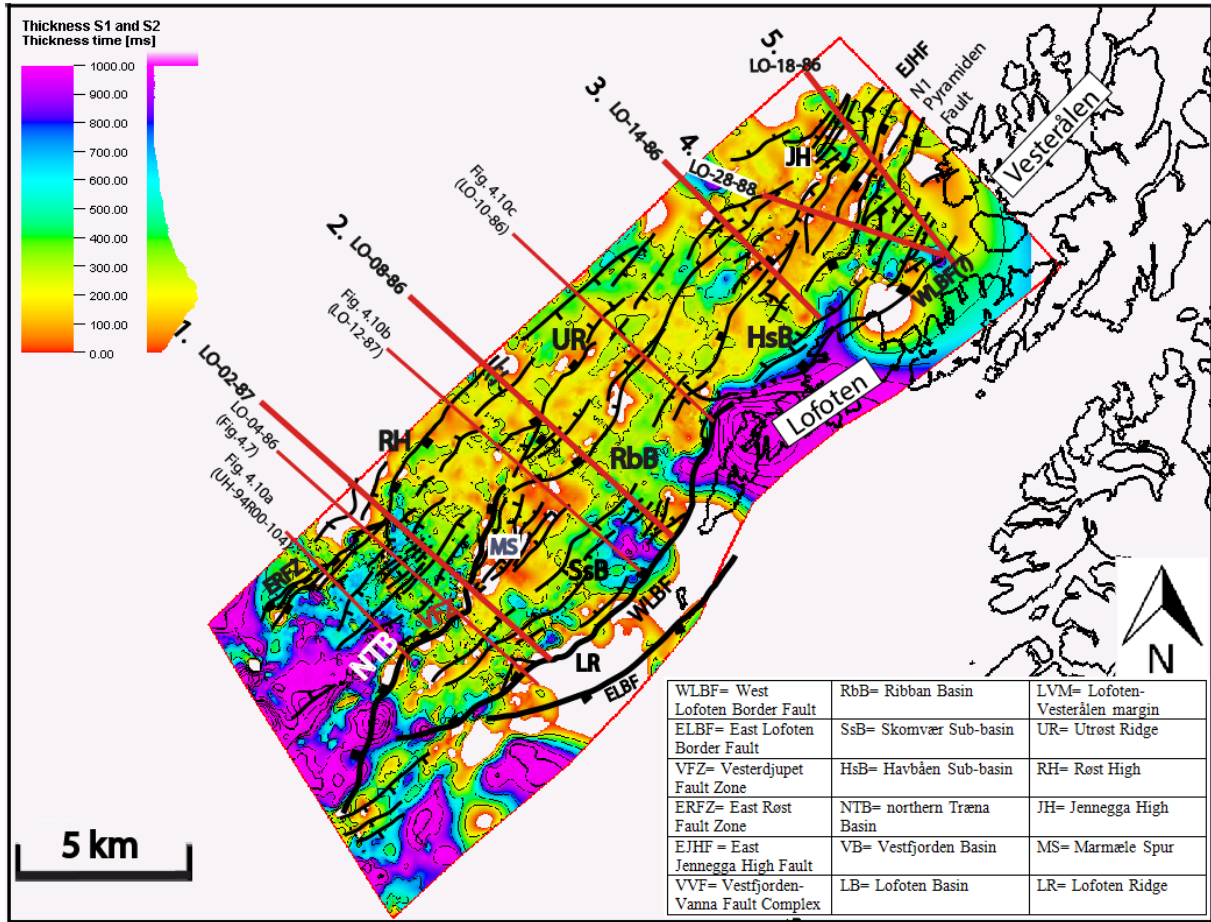 Thickness S1 and S2
Thickness time [ms]
1000.00
900.00
800.00
700.00
600.00
500.00
400.00
300.00
200.00
100.00
0.00
5.
LO-18-86
EJHF
N1
Pyramiden
Fault
Vesterålen
3. LO-14-86
4.
LO-28-88
JH
Fig. 4.10c
(LO-10-86)
2. LO-08-86
WLBF(f)
Fig. 4.10b
(LO-12-87)
UR
HsB
Lofoten
1. LO-02-87
LO-04-86
(Fig-4.7)
Fig. 4.10a
(UH-94R00-104)
RH
RbB
MS
SsB
ERFZ
WLBF
NTB
LR
ELBF
N
5 km
WLBF= West
Lofoten Border Fault
RbB= Ribban Basin
LVM= Lofoten-
Vesterålen margin
ELBF= East Lofoten
Border Fault
SsB= Skomvær Sub-basin
UR= Utrøst Ridge
VFZ= Vesterdjupet
Fault Zone
HsB= Havbåen Sub-basin
RH= Røst High
ERFZ= East Røst
Fault Zone
NTB= northern Træna
Basin
JH= Jennegga High
EJHF = East
Jennegga High Fault
VB= Vestfjorden Basin
MS= Marmæle Spur
VVF= Vestfjorden-
Vanna Fault Complex
LB= Lofoten Basin
LR= Lofoten Ridge